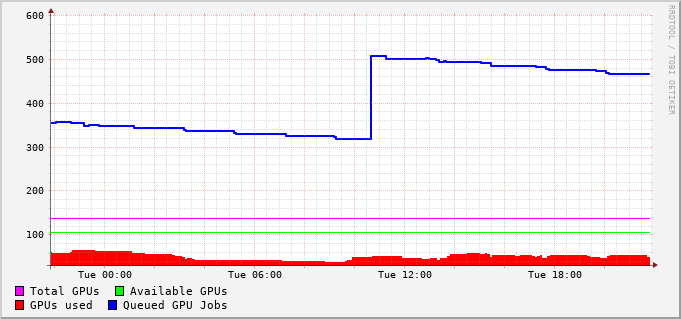 RRDTOOL / TOBI OETIKER
600
500
400
300
200
100
Tue 00:00 Tue 06:00 Tue 12:00 Tue 18:00
Total GPUs Available GPUs
GPUs used Queued GPU Jobs